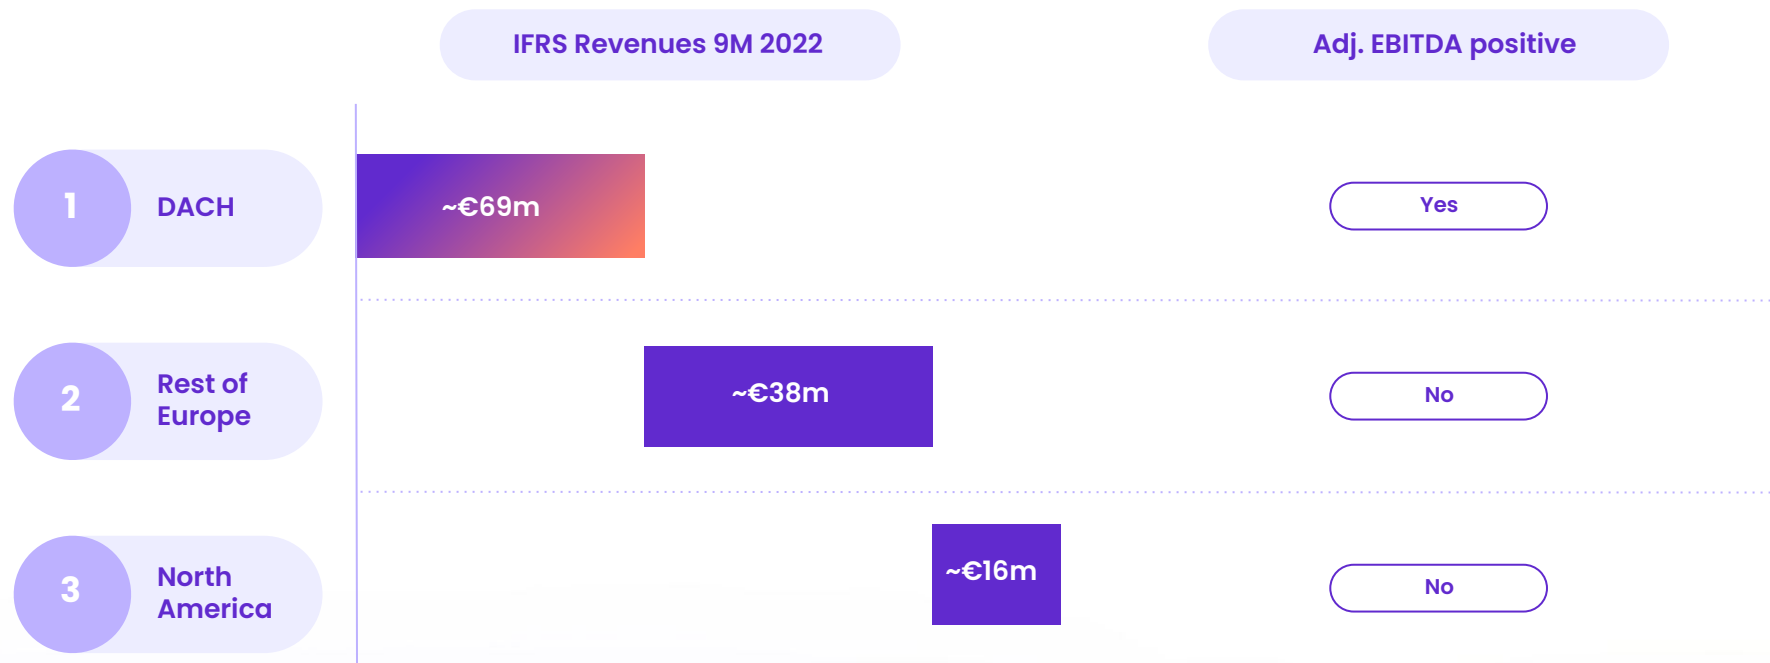 IFRS Revenues 9M 2022
Adj. EBITDA positive
1
DACH
~€69m
Yes
2
Rest of
Europe
~€38m
No
3
North
America
~€16m
No